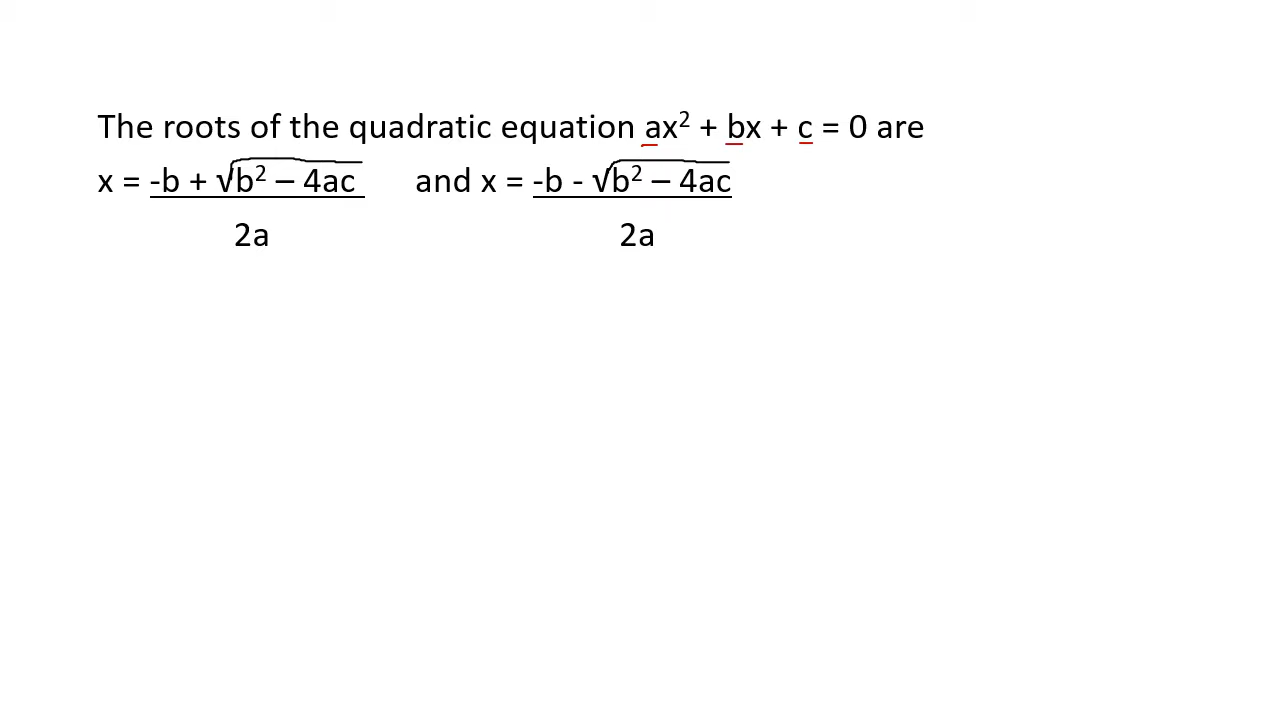 The roots of the quadratic equation ax² + bx + c = 0 are
x = -b + √b² – 4ac and x = -b - √b² – 4ac
2a 2a